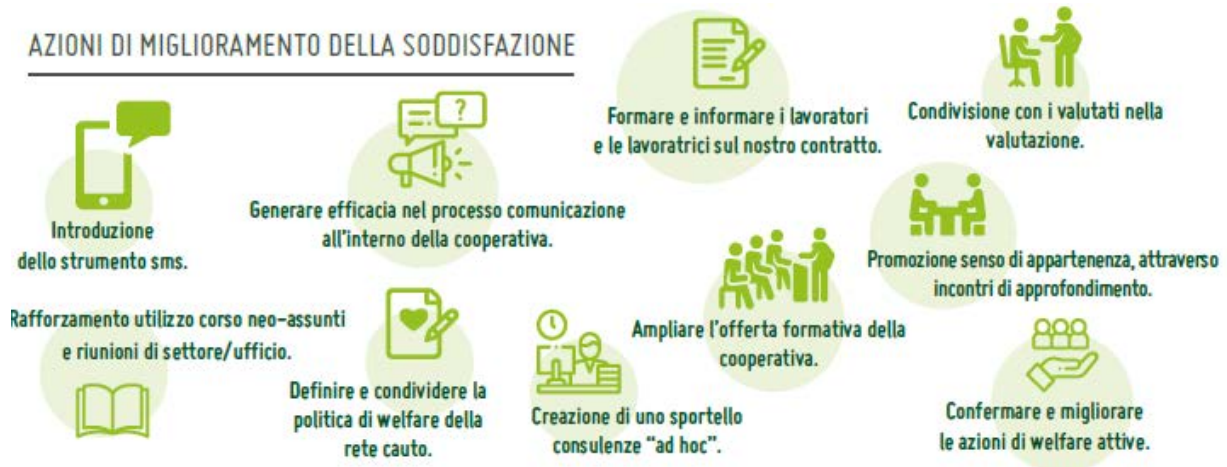 AZIONI DI MIGLIORAMENTO DELLA SODDISFAZIONE
Introduzione
dello strumento sms.
?
Generare efficacia nel processo comunicazione
all'interno della cooperativa.
Formare e informare i lavoratori
e le lavoratrici sul nostro contratto.
Condivisione con i valutati nella
valutazione.
Rafforzamento utilizzo corso neo-assunti
e riunioni di settore/ufficio.
Definire e condividere la
politica di welfare della
rete cauto.
Creazione di uno sportello
consulenze "ad hoc".
Ampliare l'offerta formativa della
cooperativa.
Promozione senso di appartenenza, attraverso
incontri di approfondimento.
Confermare e migliorare
le azioni di welfare attive.